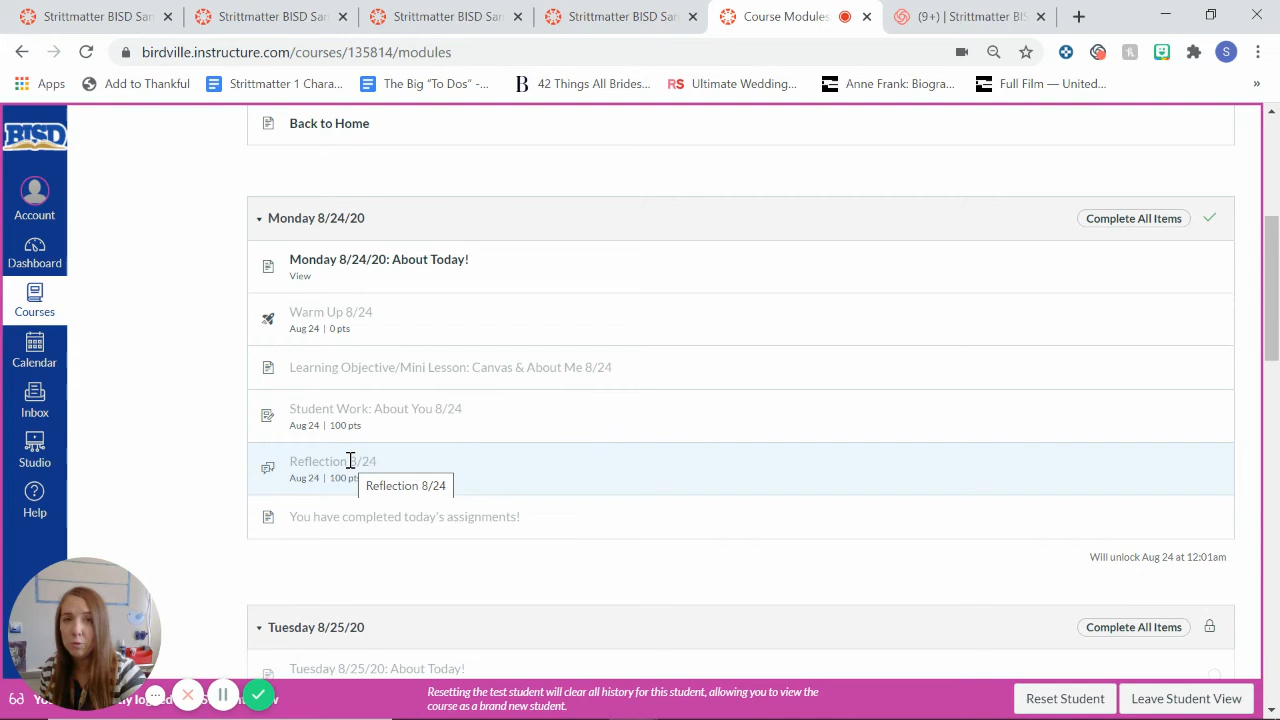 Strittmatter BISD San
Strittmatter BISD San
Strittmatter BISD San
Strittmatter BISD San
Course Modules
(9+) | Strittmatter BIS
birdville.instructure.com/courses/135814/modules
S
Apps
Add to Thankful
Strittmatter 1 Chara...
The Big "To Dos" -...
B 42 Things All Brides...
RS Ultimate Wedding...
Anne Frank: Biogra...
Full Film — United...
»
BISD
Account
Dashboard
Courses
Calendar
Inbox
Studio
Help
Back to Home
Monday 8/24/20
Complete All Items
Monday 8/24/20: About Today!
View
Warm Up 8/24
Aug 24 | 0 pts
Learning Objective/Mini Lesson: Canvas & About Me 8/24
Student Work: About You 8/24
Aug 24 | 100 pts
Reflection 8/24
Aug 24 | 100 pts
Reflection 8/24
You have completed today's assignments!
Will unlock Aug 24 at 12:01am
Tuesday 8/25/20
Complete All Items
Tuesday 8/25/20: About Today!
Resetting the test student will clear all history for this student, allowing you to view the
course as a brand new student.
Reset Student
Leave Student View